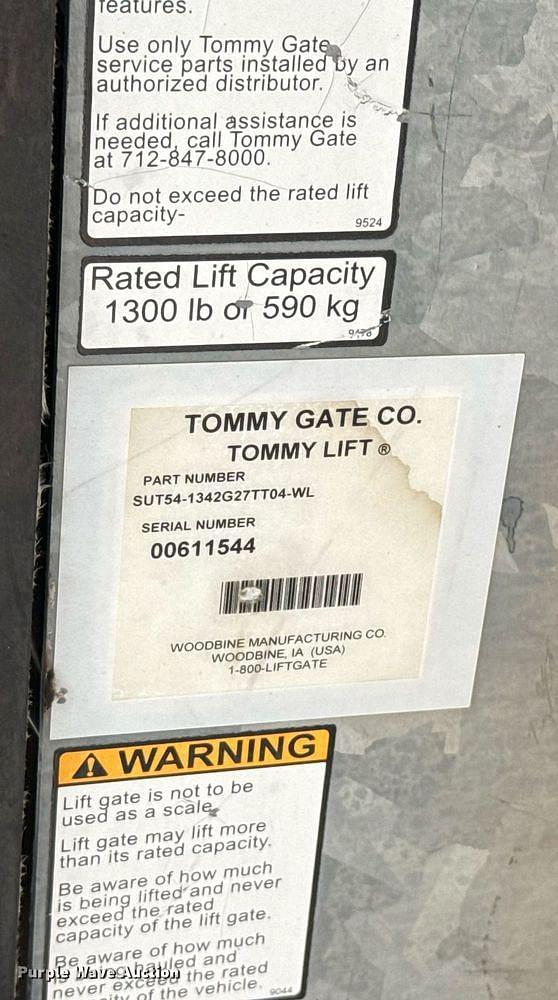 features.
Use only Tommy Gate
service parts installed by an
authorized distributor.
If additional assistance is
needed, call Tommy Gate
at 712-847-8000.
Do not exceed the rated lift
capacity-
9524
Rated Lift Capacity
1300 lb or 590 kg
TOMMY GATE CO.
TOMMY LIFT ®
PART NUMBER
SUT54-1342G27TT04-WL
SERIAL NUMBER
00611544
WOODBINE MANUFACTURING CO.
WOODBINE, IA (USA)
1-800-LIFTGATE
WARNING
Lift gate is not to be
used as a scale.
Lift gate may lift more
than its rated capacity.
Be aware of how much
is being lifted and never
exceed the rated
capacity of the lift gate.
Be aware of how much
hauled and
never exceed the rated
of the vehicle.
9044
Purple Wave Auction